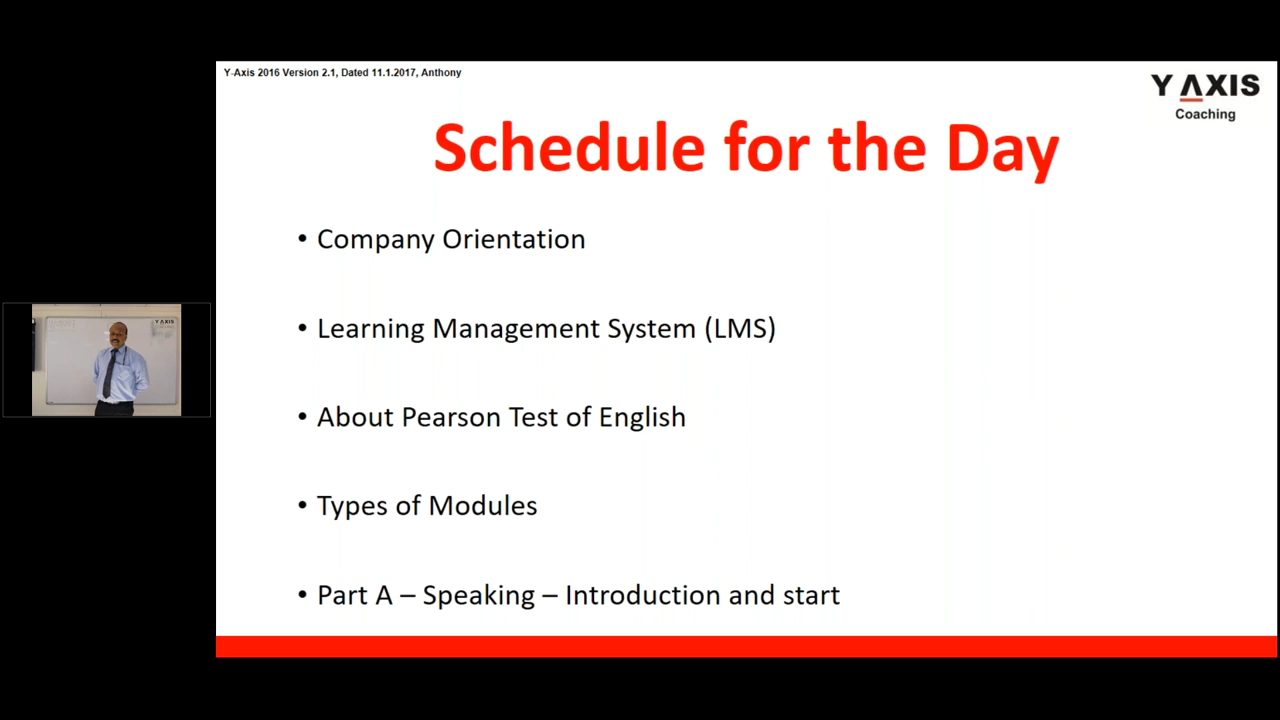 Y-Axis 2016 Version 2.1, Dated 11.1.2017, Anthony
Y AXIS
Coaching
Schedule for the Day
• Company Orientation
• Learning Management System (LMS)
• About Pearson Test of English
• Types of Modules
• Part A – Speaking – Introduction and start
Y AXIS